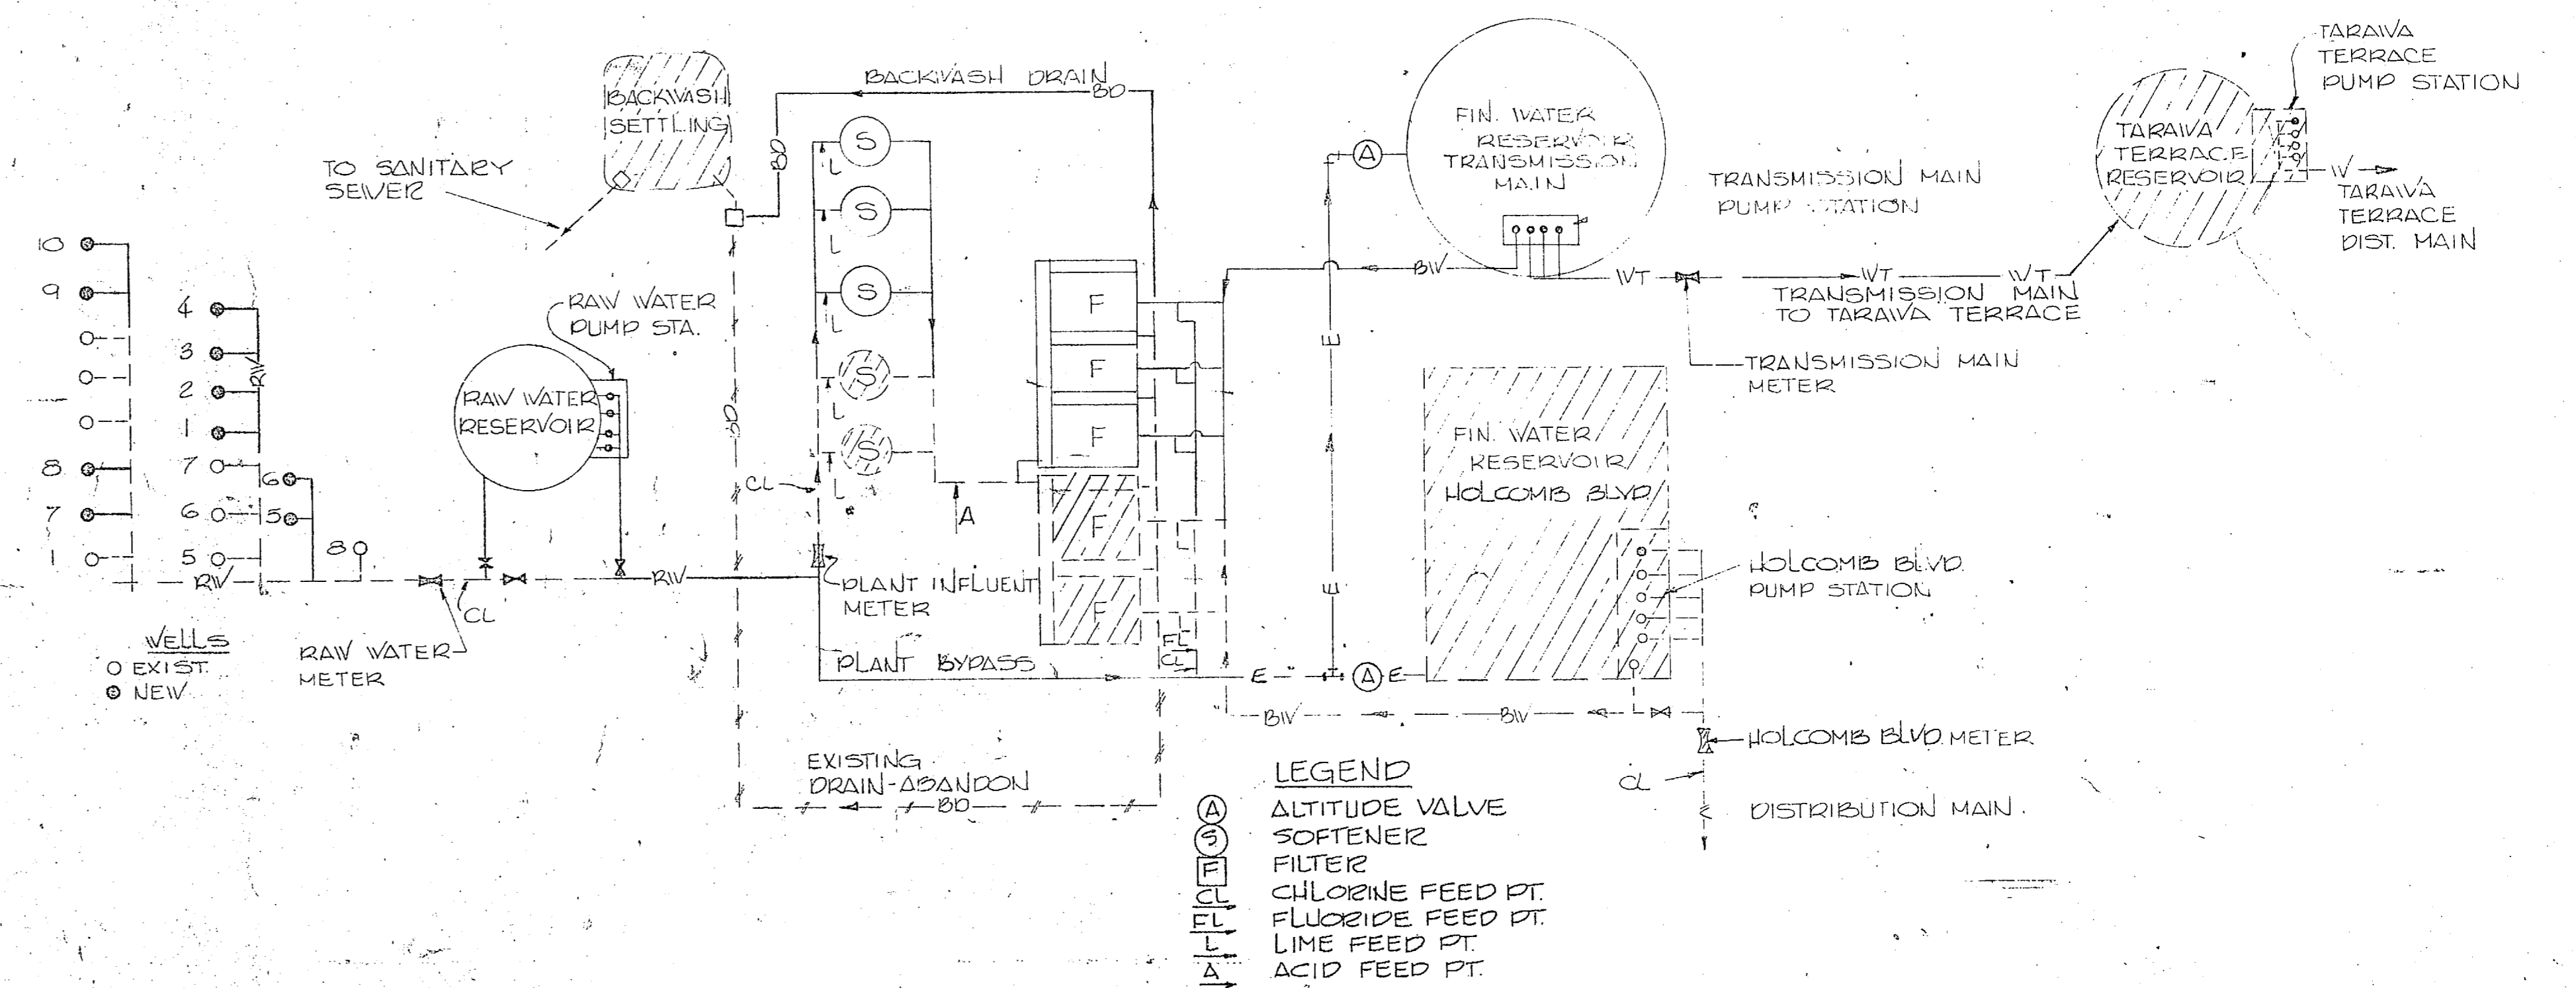 BACKWASH DRAIN
BD
BACKWASH
SETTLING
BD
TO SANITARY
SEWER
S
L
S
L
S
L
S
L
S
L
CL
A
10
9
8
7
1
4
3
2
1
7
6
5
RW
6
5
8
RW
RAW WATER
PUMP STA.
RAW WATER
RESERVOIR
CL
RAW WATER
METER
WELLS
EXIST.
NEW
RW
BD
PLANT INFLUENT
METER
PLANT BYPASS
EXISTING
DRAIN-ABANDON
BD
F
F
F
F
F
FL
CL
E
E
E
A
E
A
FIN. WATER
RESERVOIR
TRANSMISSION
MAIN
TRANSMISSION MAIN
PUMP STATION
BW
WT
WT
WT
TRANSMISSION MAIN
TO TARAWA TERRACE
TRANSMISSION MAIN
METER
TARAWA
TERRACE
PUMP STATION
TARAWA
TERRACE
RESERVOIR
W
TARAWA
TERRACE
DIST. MAIN
FIN. WATER
RESERVOIR
HOLCOMB BLVD.
HOLCOMB BLVD.
PUMP STATION
BW
BW
HOLCOMB BLVD. METER
CL
DISTRIBUTION MAIN.
LEGEND
A ALTITUDE VALVE
S SOFTENER
F FILTER
CL CHLORINE FEED PT.
FL FLUORIDE FEED PT.
L LIME FEED PT.
A ACID FEED PT.